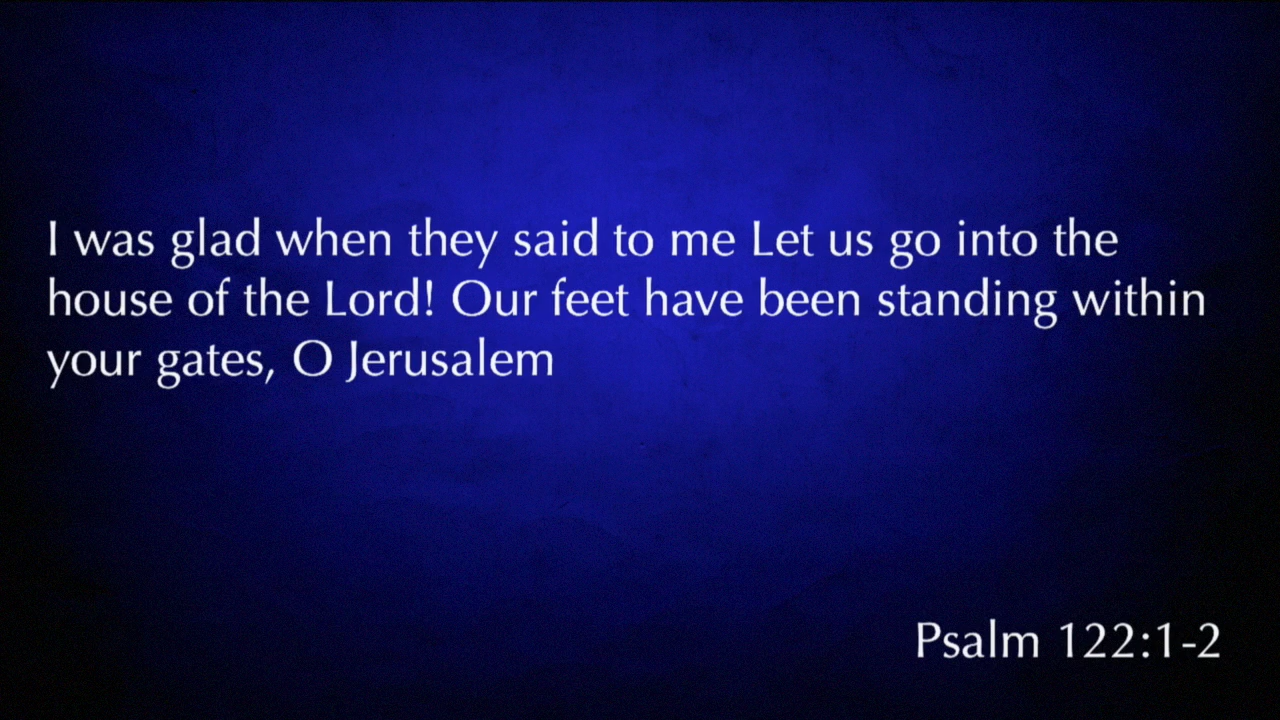 I was glad when they said to me Let us go into the
house of the Lord! Our feet have been standing within
your gates, O Jerusalem
Psalm 122:1-2